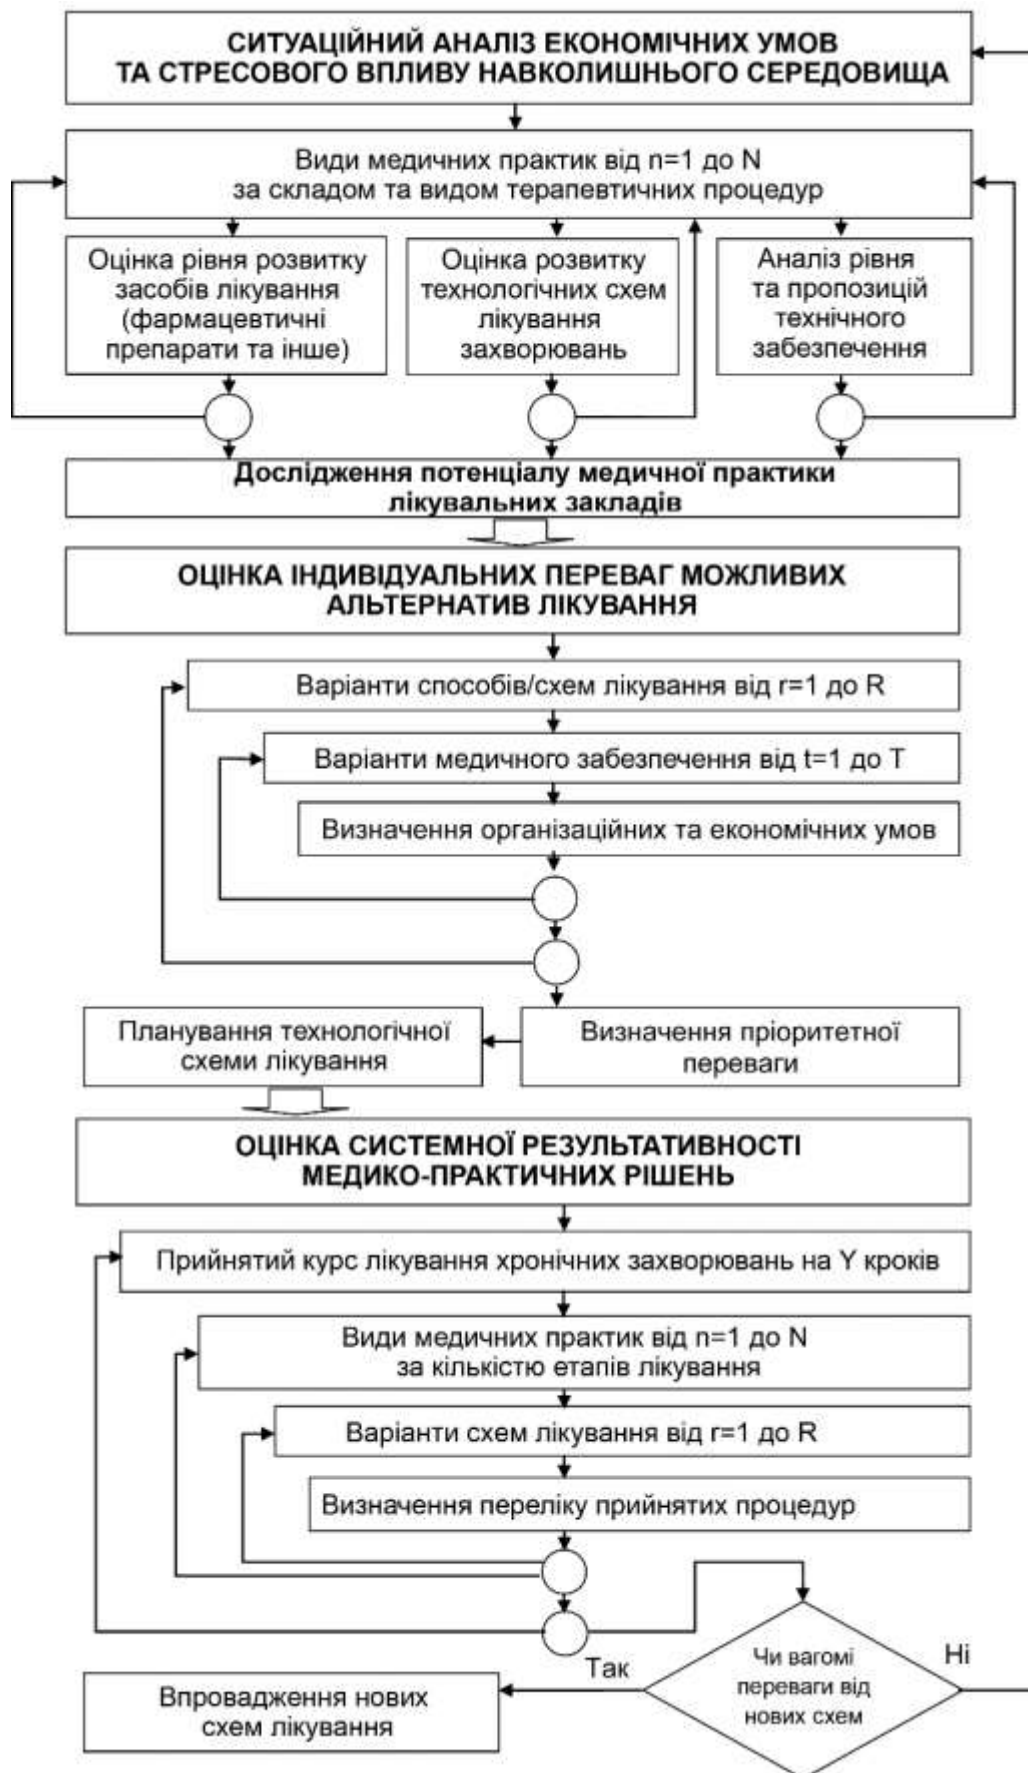 СИТУАЦІЙНИЙ АНАЛІЗ ЕКОНОМІЧНИХ УМОВ
ТА СТРЕСОВОГО ВПЛИВУ НАВКОЛИШНЬОГО СЕРЕДОВИЩА
Види медичних практик від n=1 до N
за складом та видом терапевтичних процедур
Оцінка рівня розвитку
засобів лікування
(фармацевтичні
препарати та інше)
Оцінка розвитку
технологічних схем
лікування
захворювань
Аналіз рівня
та пропозицій
технічного
забезпечення
Дослідження потенціалу медичної практики
лікувальних закладів
ОЦІНКА ІНДИВІДУАЛЬНИХ ПЕРЕВАГ МОЖЛИВИХ
АЛЬТЕРНАТИВ ЛІКУВАННЯ
Варіанти способів/схем лікування від r=1 до R
Варіанти медичного забезпечення від t=1 до T
Визначення організаційних та економічних умов
Планування технологічної
схеми лікування
Визначення пріоритетної
переваги
ОЦІНКА СИСТЕМНОЇ РЕЗУЛЬТАТИВНОСТІ
МЕДИКО-ПРАКТИЧНИХ РІШЕНЬ
Прийнятий курс лікування хронічних захворювань на Y кроків
Види медичних практик від n=1 до N
за кількістю етапів лікування
Варіанти схем лікування від r=1 до R
Визначення переліку прийнятих процедур
Чи вагомі
переваги від
нових схем
Так
Ні
Впровадження нових
схем лікування